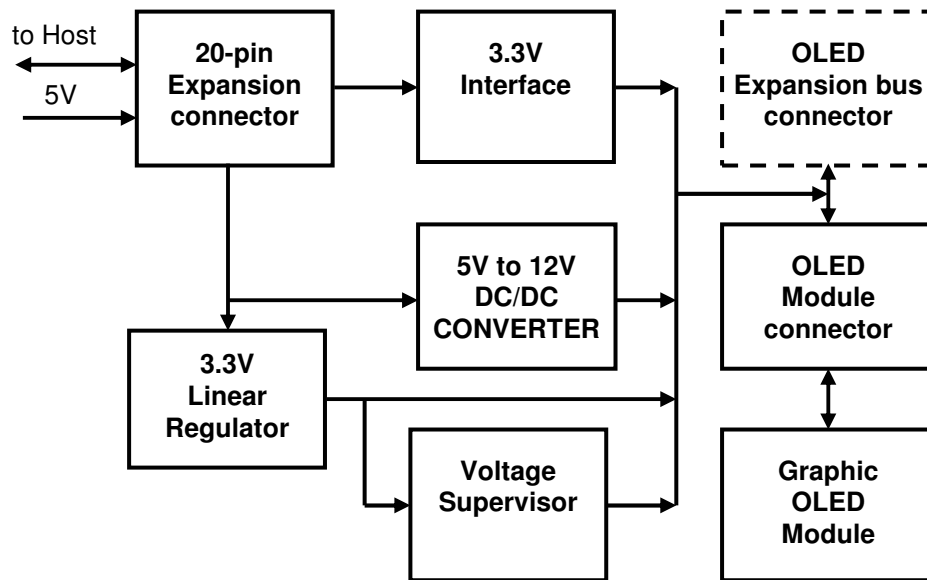 to Host
5V
20-pin
Expansion
connector
3.3V
Interface
OLED
Expansion bus
connector
5V to 12V
DC/DC
CONVERTER
OLED
Module
connector
3.3V
Linear
Regulator
Voltage
Supervisor
Graphic
OLED
Module